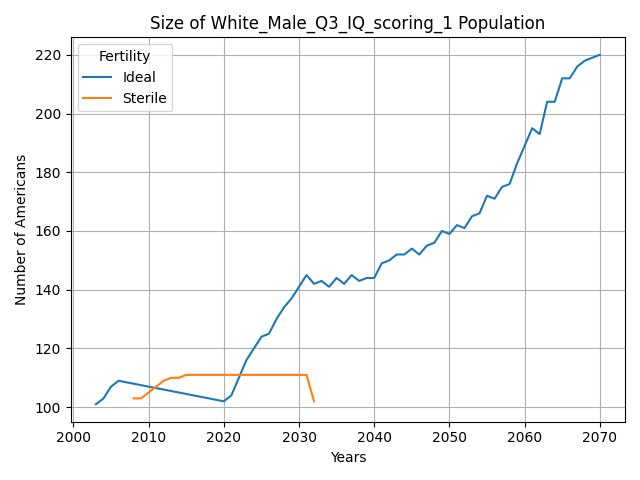 Size of White_Male_Q3_IQ_scoring_1 Population
Fertility
Ideal
Sterile
Number of Americans
220
200
180
160
140
120
100
2000 2010 2020 2030 2040 2050 2060 2070
Years